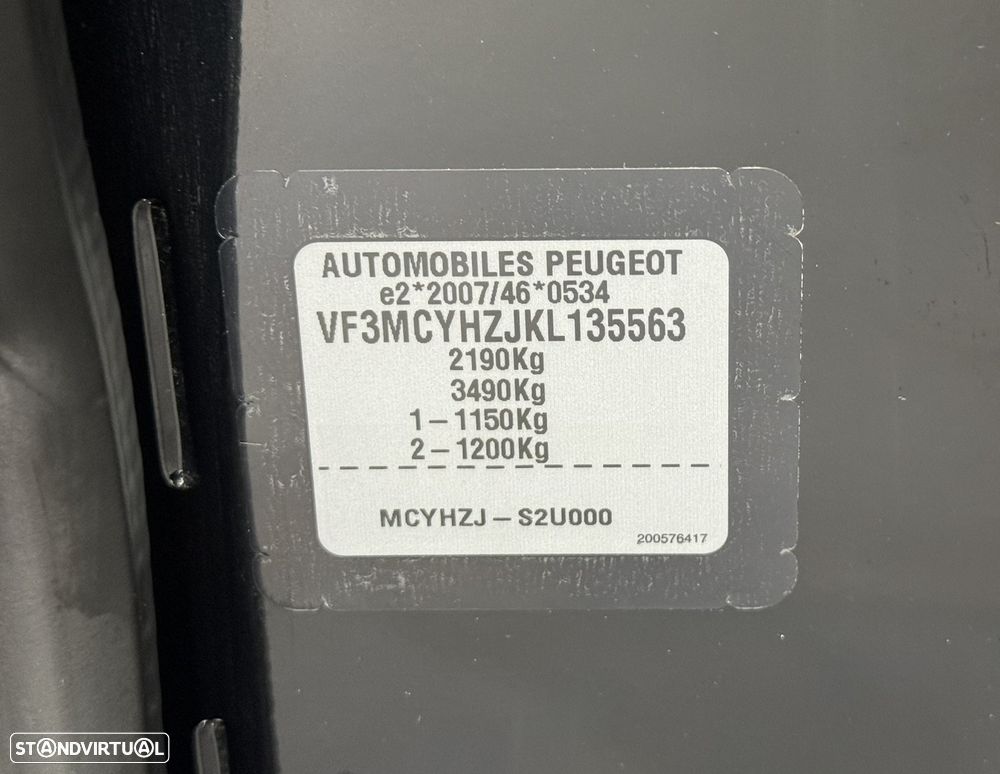 AUTOMOBILES PEUGEOT
e2*2007/46*0534
VF3MCYHZJKL135563
2190Kg
3490Kg
1-1150Kg
2-1200Kg
MCYHZJ-S2U000
200576417
STANDVIRTUAL